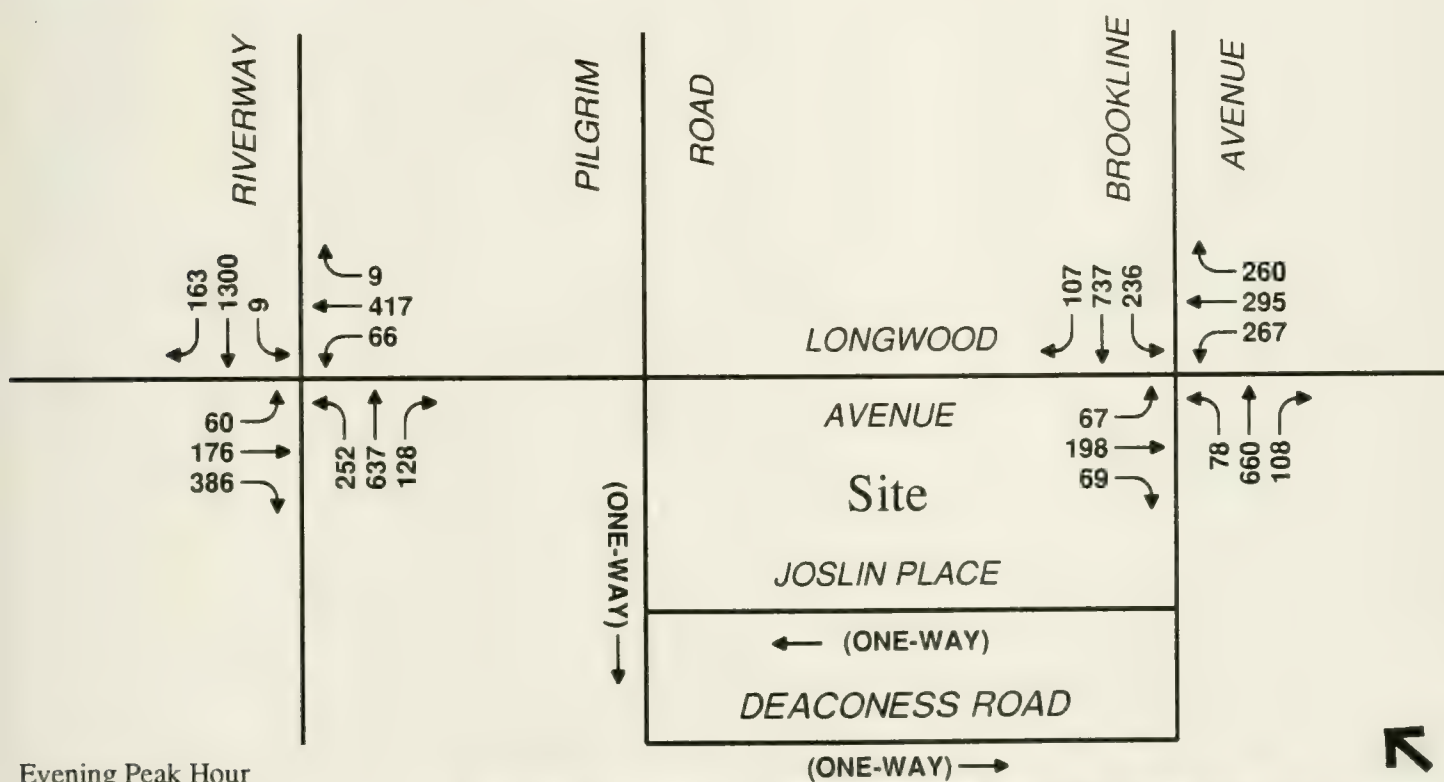 RIVERWAY
PILGRIM
ROAD
BROOKLINE
AVENUE
163
1300
9
9
417
66
107
737
236
260
295
267
LONGWOOD
AVENUE
60
176
386
252
637
128
67
198
69
78
660
108
Site
(ONE-WAY)
JOSLIN PLACE
(ONE-WAY)
DEACONESS ROAD
(ONE-WAY)
Evening Peak Hour